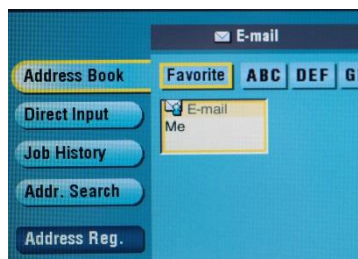 E-mail
Address Book
Favorite ABC DEF G
Direct Input
E-mail
Me
Job History
Addr. Search
Address Reg.